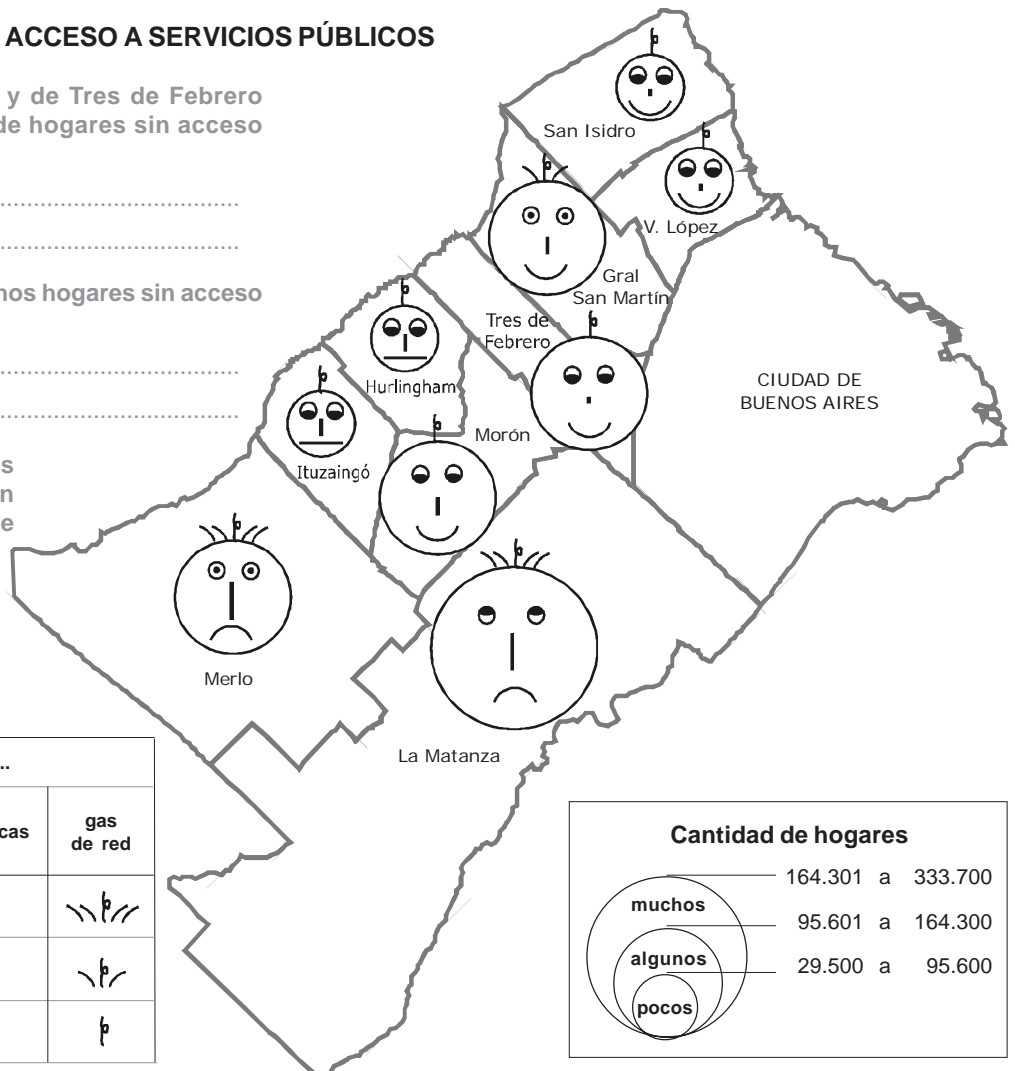 ACCESO A SERVICIOS PÚBLICOS
y de Tres de Febrero
de hogares sin acceso
nos hogares sin acceso
s
n
e
San Isidro
V. López
Gral
San Martín
Tres de
Febrero
Hurlingham
Morón
Ituzaingó
CIUDAD DE
BUENOS AIRES
Merlo
La Matanza
..
cas
gas
de red
Cantidad de hogares
muchos
164.301 a 333.700
algunos
95.601 a 164.300
pocos
29.500 a 95.600